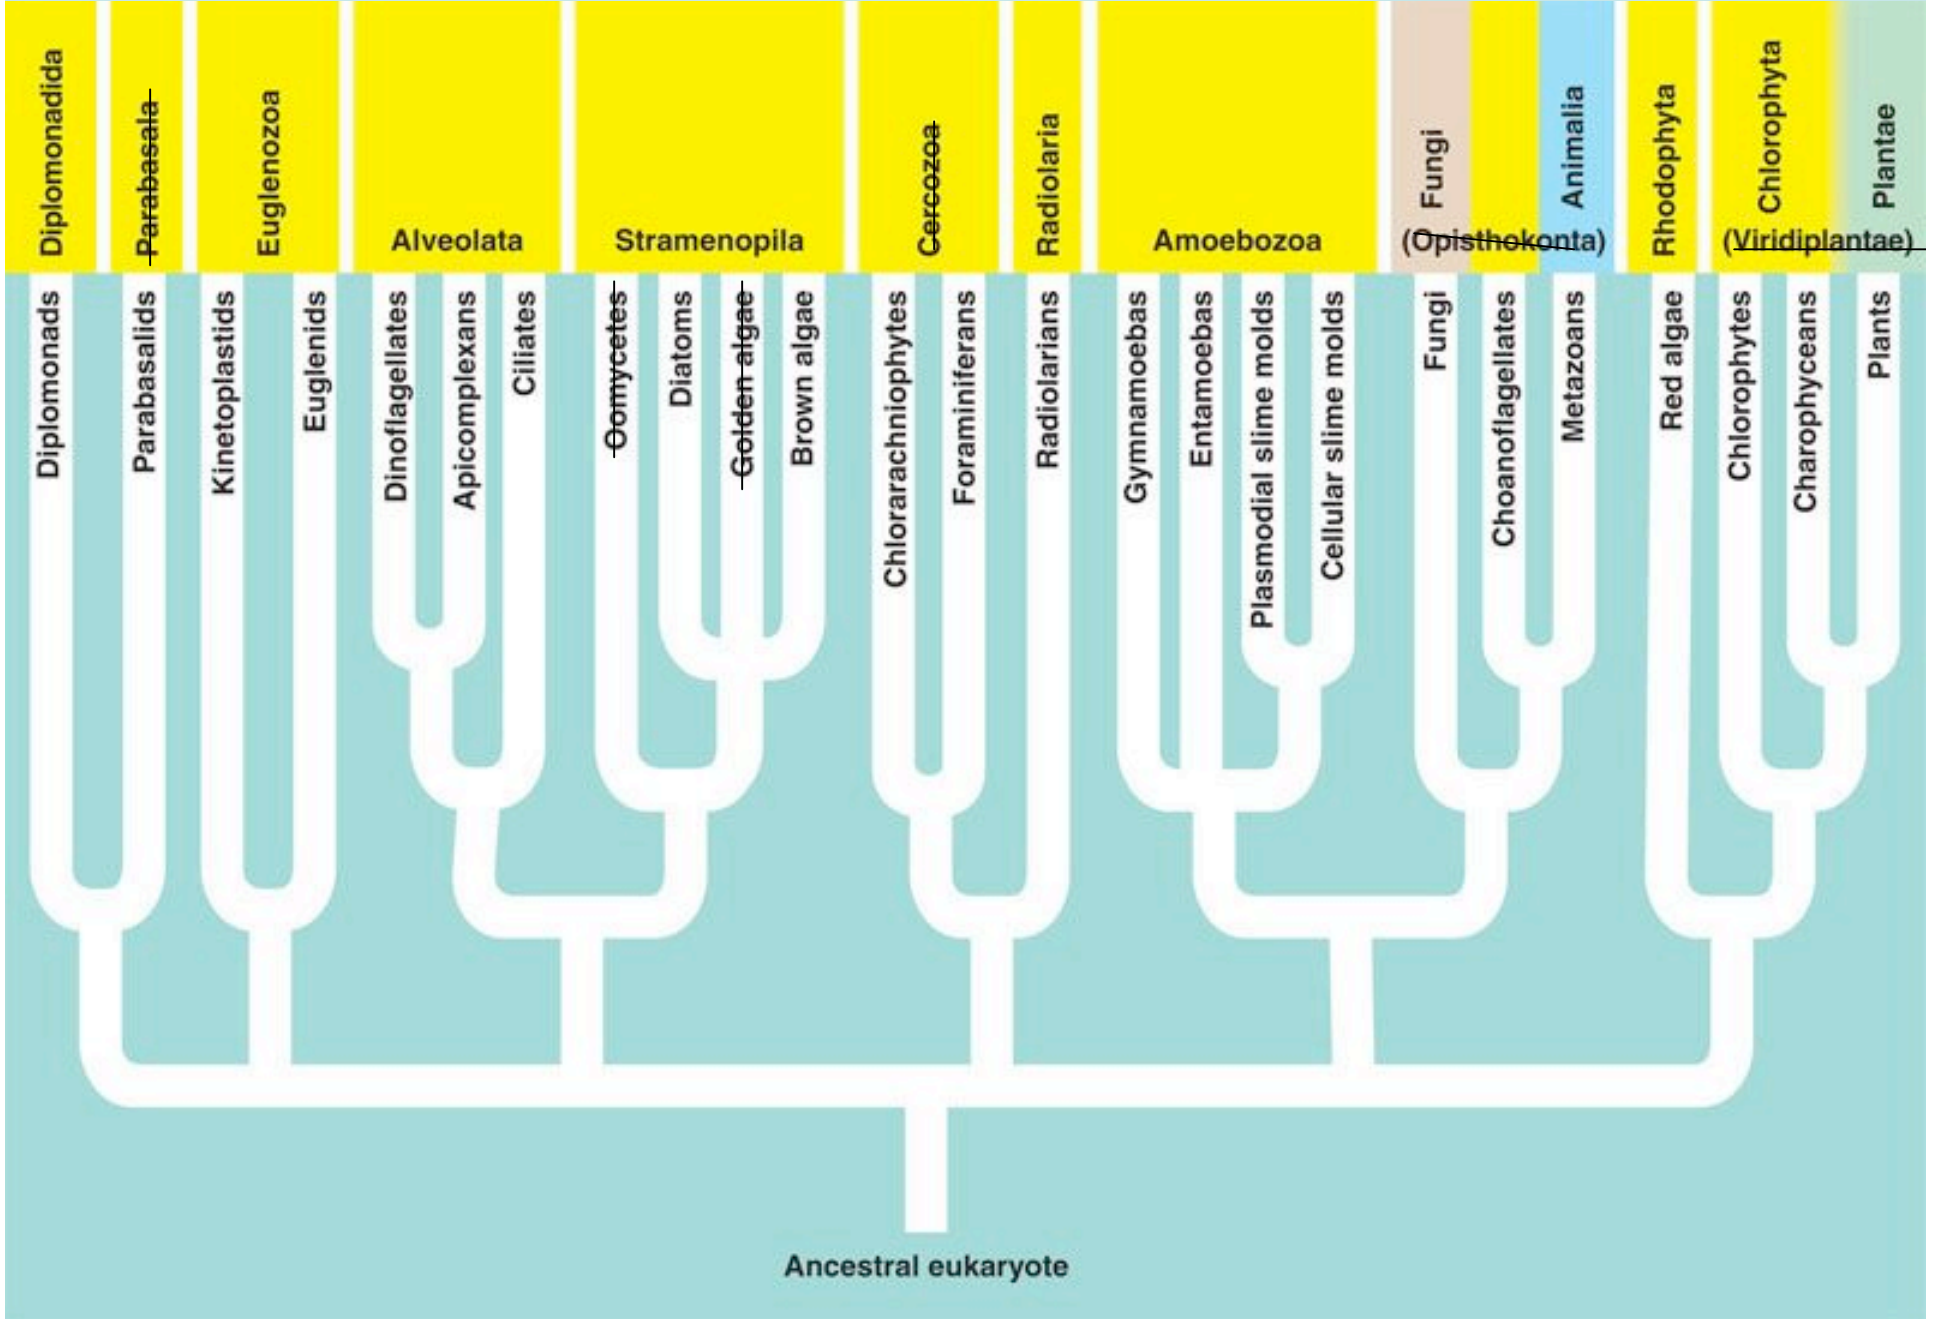 Diplomonadida
Parabasala
Euglenozoa
Alveolata
Stramenopila
Cercozoa
Radiolaria
Amoebozoa
Fungi
Animalia
(Opisthokonta)
Rhodophyta
Chlorophyta
Plantae
(Viridiplantae)
Diplomonads
Parabasalids
Kinetoplastids
Euglenids
Dinoflagellates
Apicomplexans
Ciliates
Oomycetes
Diatoms
Golden algae
Brown algae
Chlorarachniophytes
Foraminiferans
Radiolarians
Gymnamoebas
Entamoebas
Plasmodial slime molds
Cellular slime molds
Fungi
Choanoflagellates
Metazoans
Red algae
Chlorophytes
Charophyceans
Plants
Ancestral eukaryote